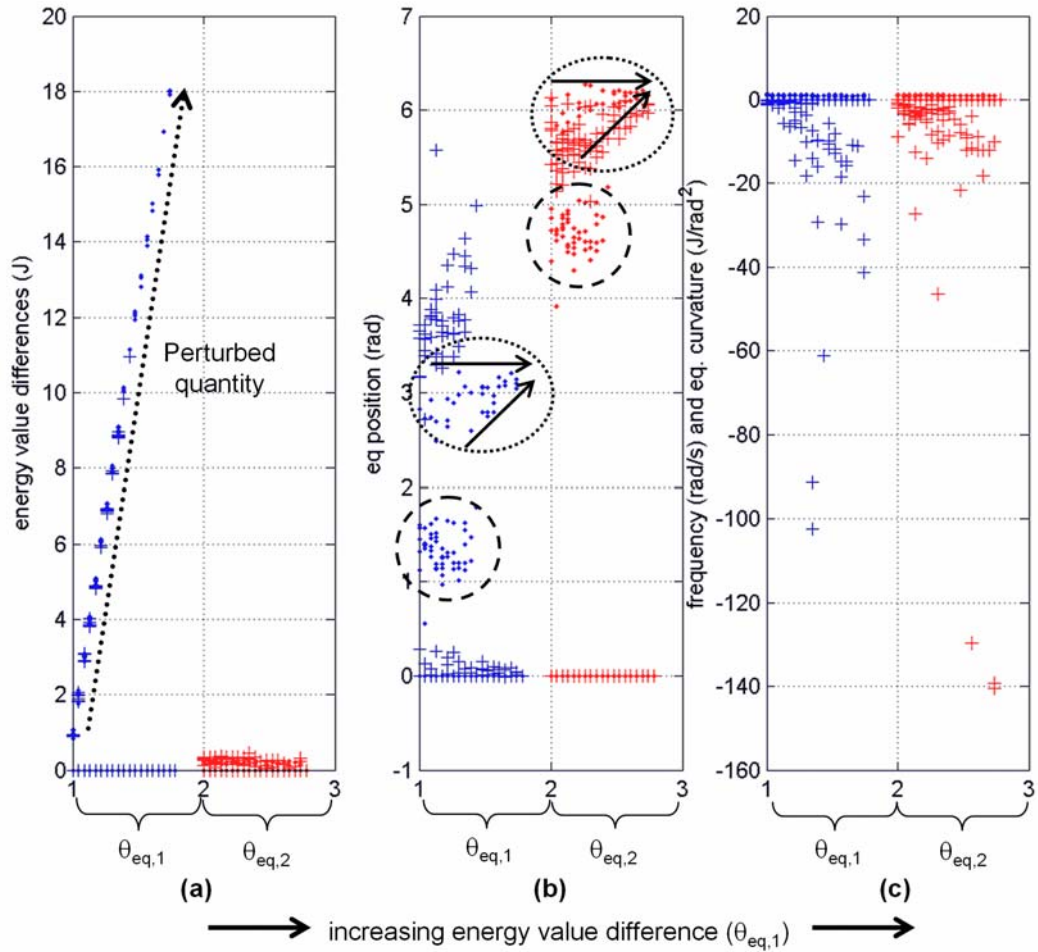 20
18
16
14
12
10
8
6
4
2
0
energy value differences (J)
Perturbed
quantity
1
2
3
θeq,1
θeq,2
(a)
7
6
5
4
3
2
1
0
-1
eq position (rad)
1
2
3
θeq,1
θeq,2
(b)
0
-20
-40
-60
-80
-100
-120
-140
-160
frequency (rad/s) and eq. curvature (J/rad²)
1
2
3
θeq,1
θeq,2
(c)
increasing energy value difference (θeq,1)